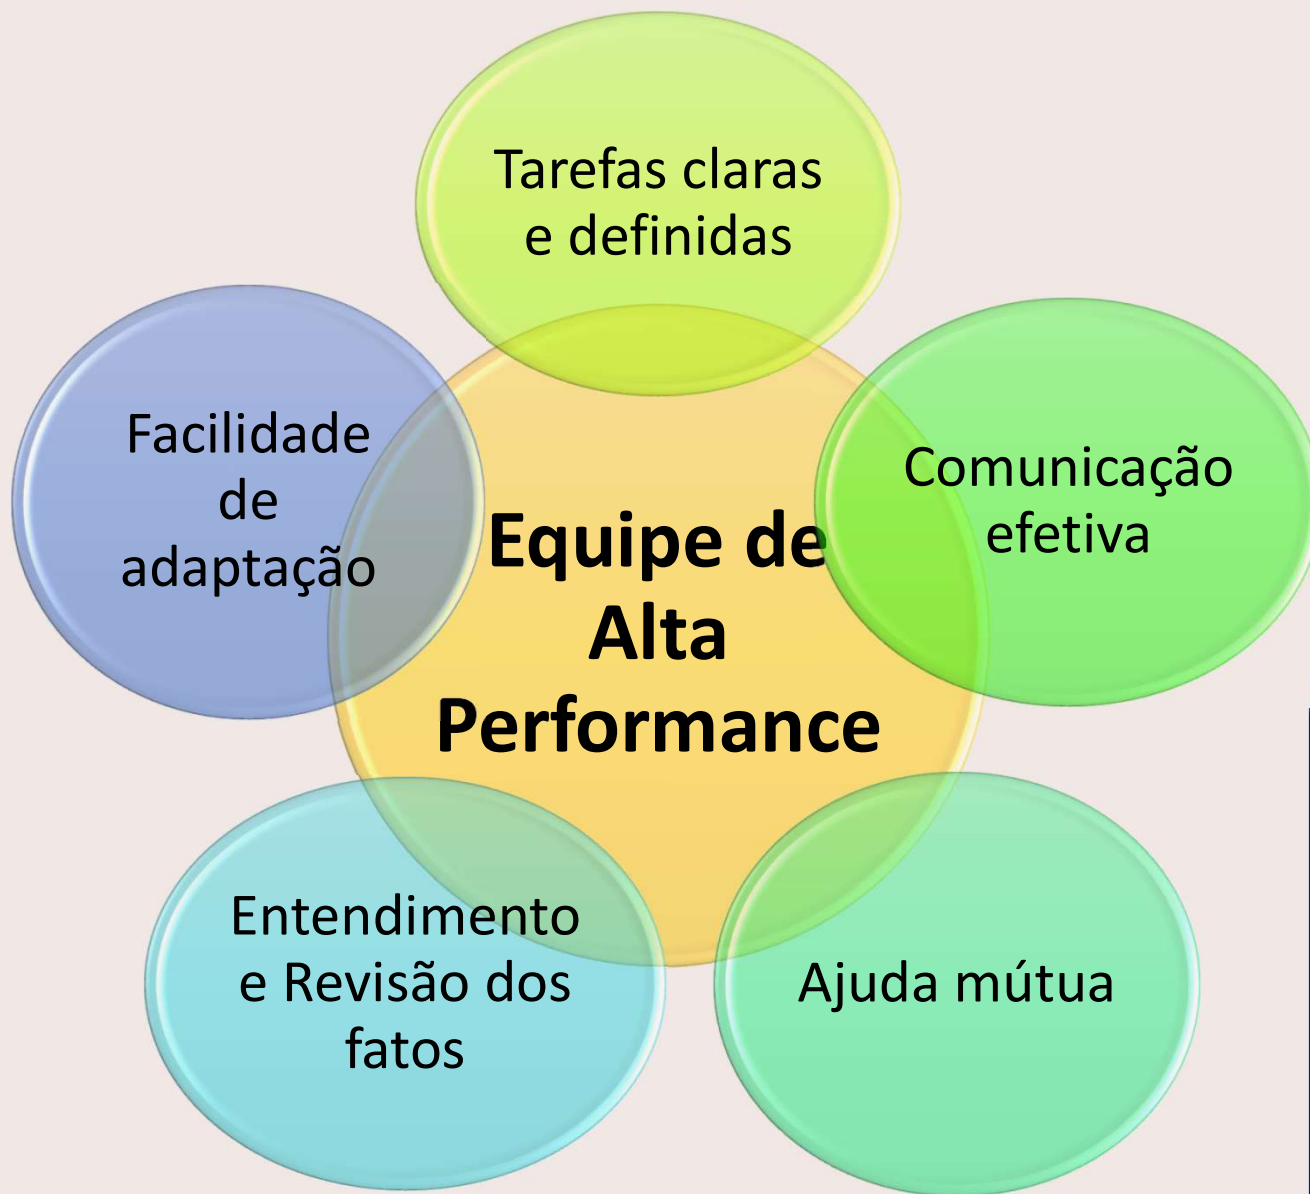 Tarefas claras
e definidas
Facilidade
de
adaptação
Comunicação
efetiva
Equipe de
Alta
Performance
Entendimento
e Revisão dos
fatos
Ajuda mútua